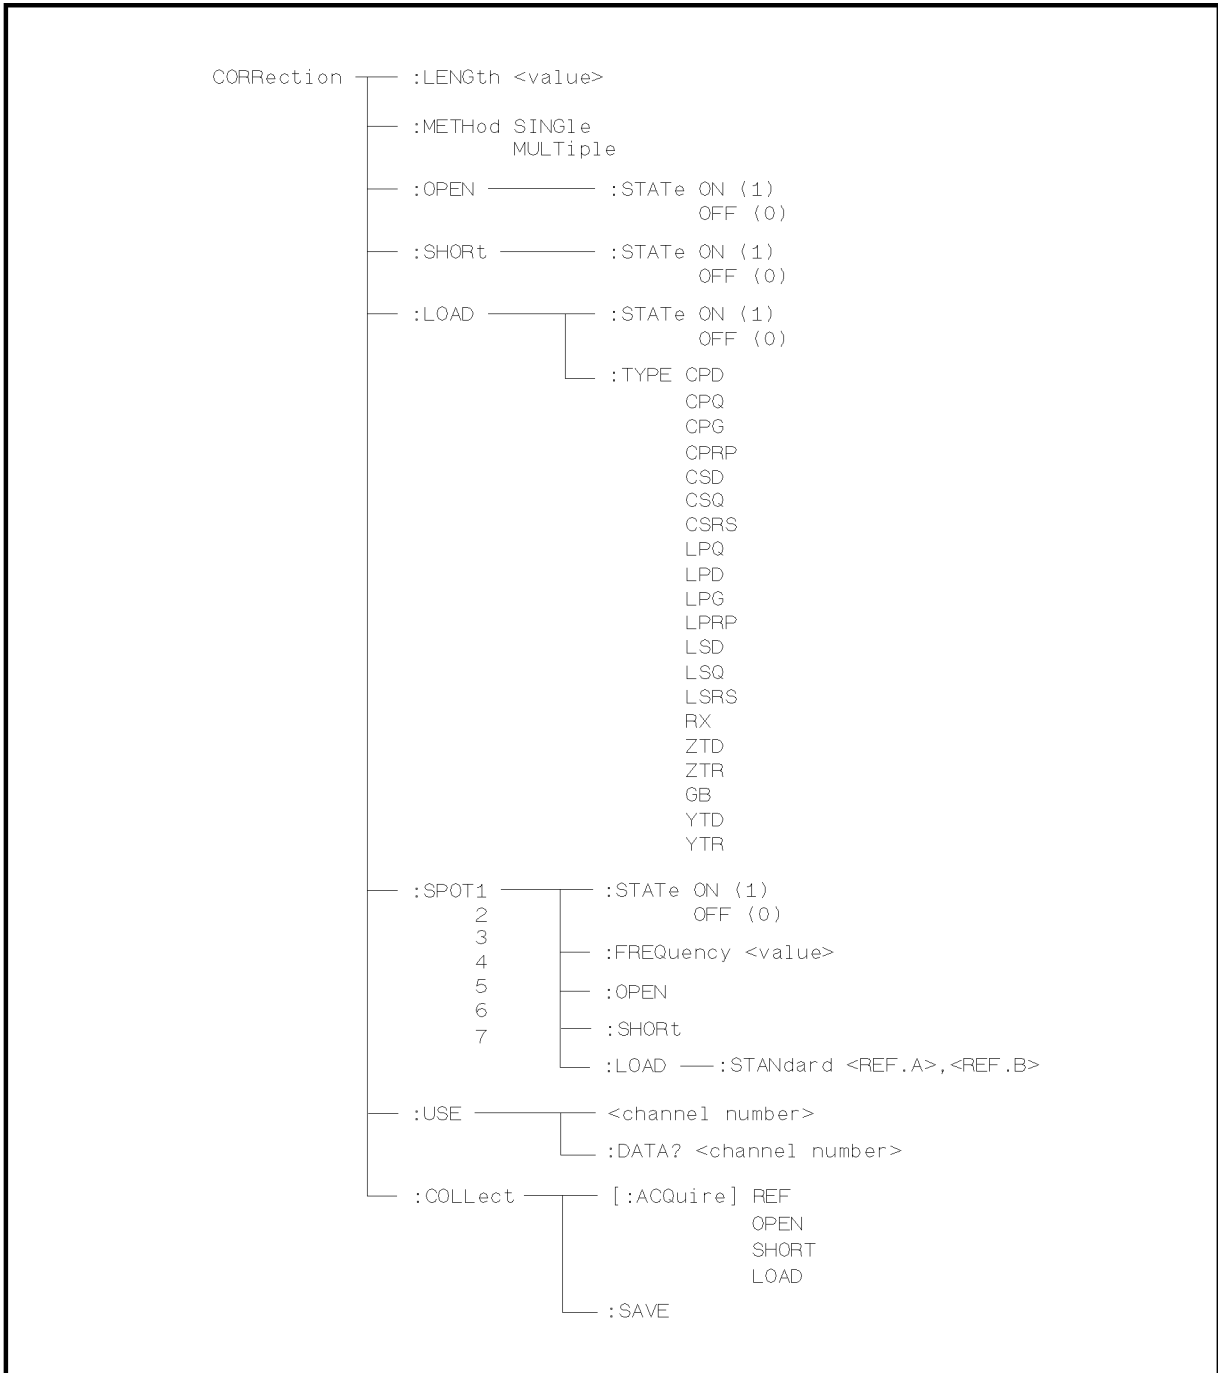 CORRection :LENGth <value>
:METHod SINGle
MULTiple
:OPEN :STATe ON (1)
OFF (0)
:SHORt :STATe ON (1)
OFF (0)
:LOAD :STATe ON (1)
OFF (0)
:TYPE CPD
CPQ
CPG
CPRP
CSD
CSQ
CSRS
LPQ
LPD
LPG
LPRP
LSD
LSQ
LSRS
RX
ZTD
ZTR
GB
YTD
YTR
:SPOT1 :STATe ON (1)
2 OFF (0)
3
4 :FREQuency <value>
5 :OPEN
6
7 :SHORt
:LOAD :STANdard <REF.A>,<REF.B>
:USE <channel number>
:DATA? <channel number>
:COLLect [:ACQuire] REF
OPEN
SHORT
LOAD
:SAVE